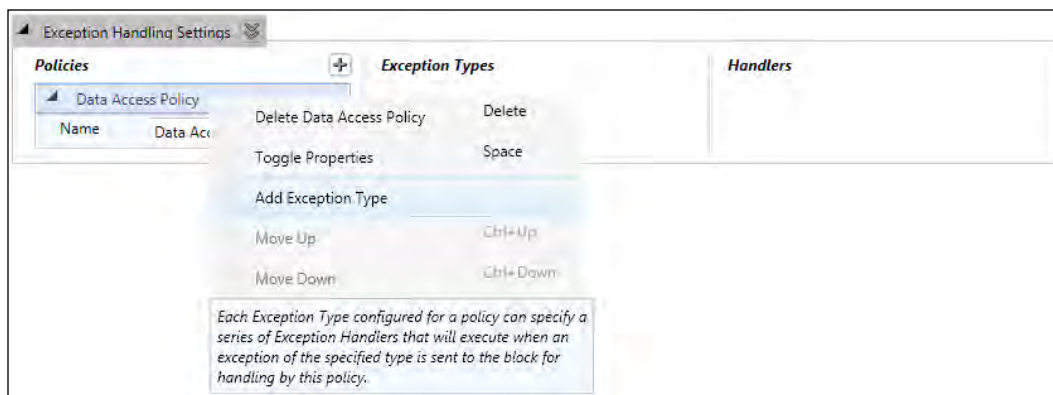 Exception Handling Settings
Policies Exception Types Handlers
Data Access Policy
Name Data Acc
Delete Data Access Policy Delete
Toggle Properties Space
Add Exception Type
Move Up Ctrl+Up
Move Down Ctrl+Down
Each Exception Type configured for a policy can specify a
series of Exception Handlers that will execute when an
exception of the specified type is sent to the block for
handling by this policy.